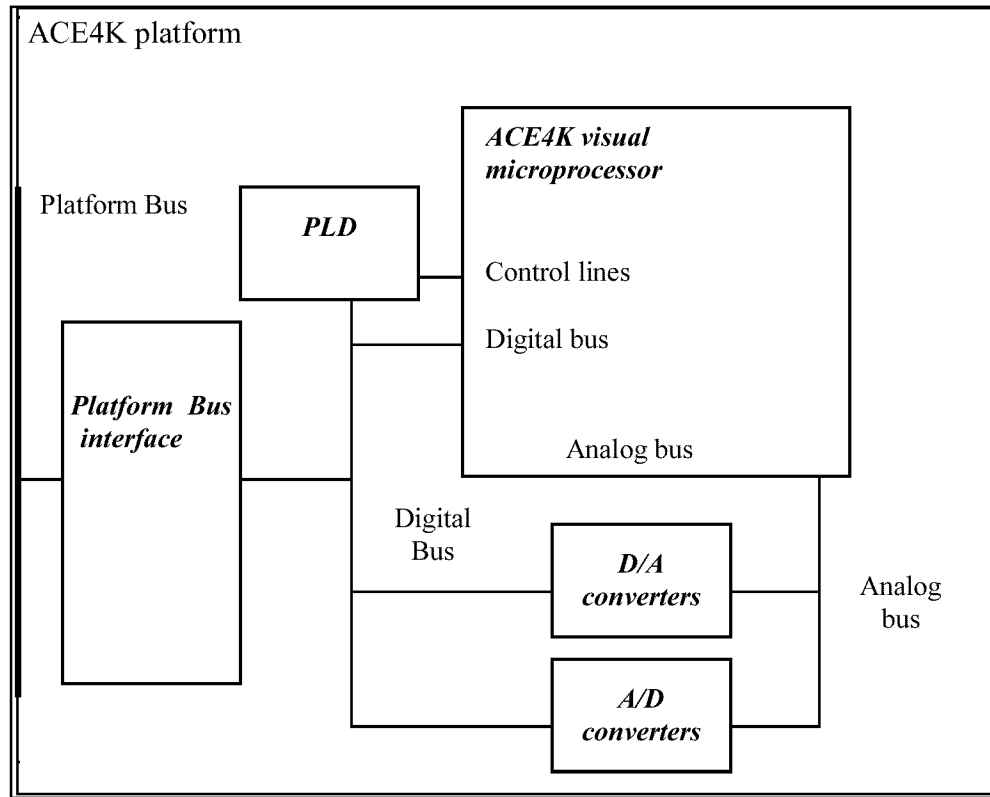 ACE4K platform
ACE4K visual
microprocessor
Platform Bus
PLD
Control lines
Digital bus
Platform Bus
interface
Analog bus
Digital
Bus
D/A
converters
Analog
bus
A/D
converters